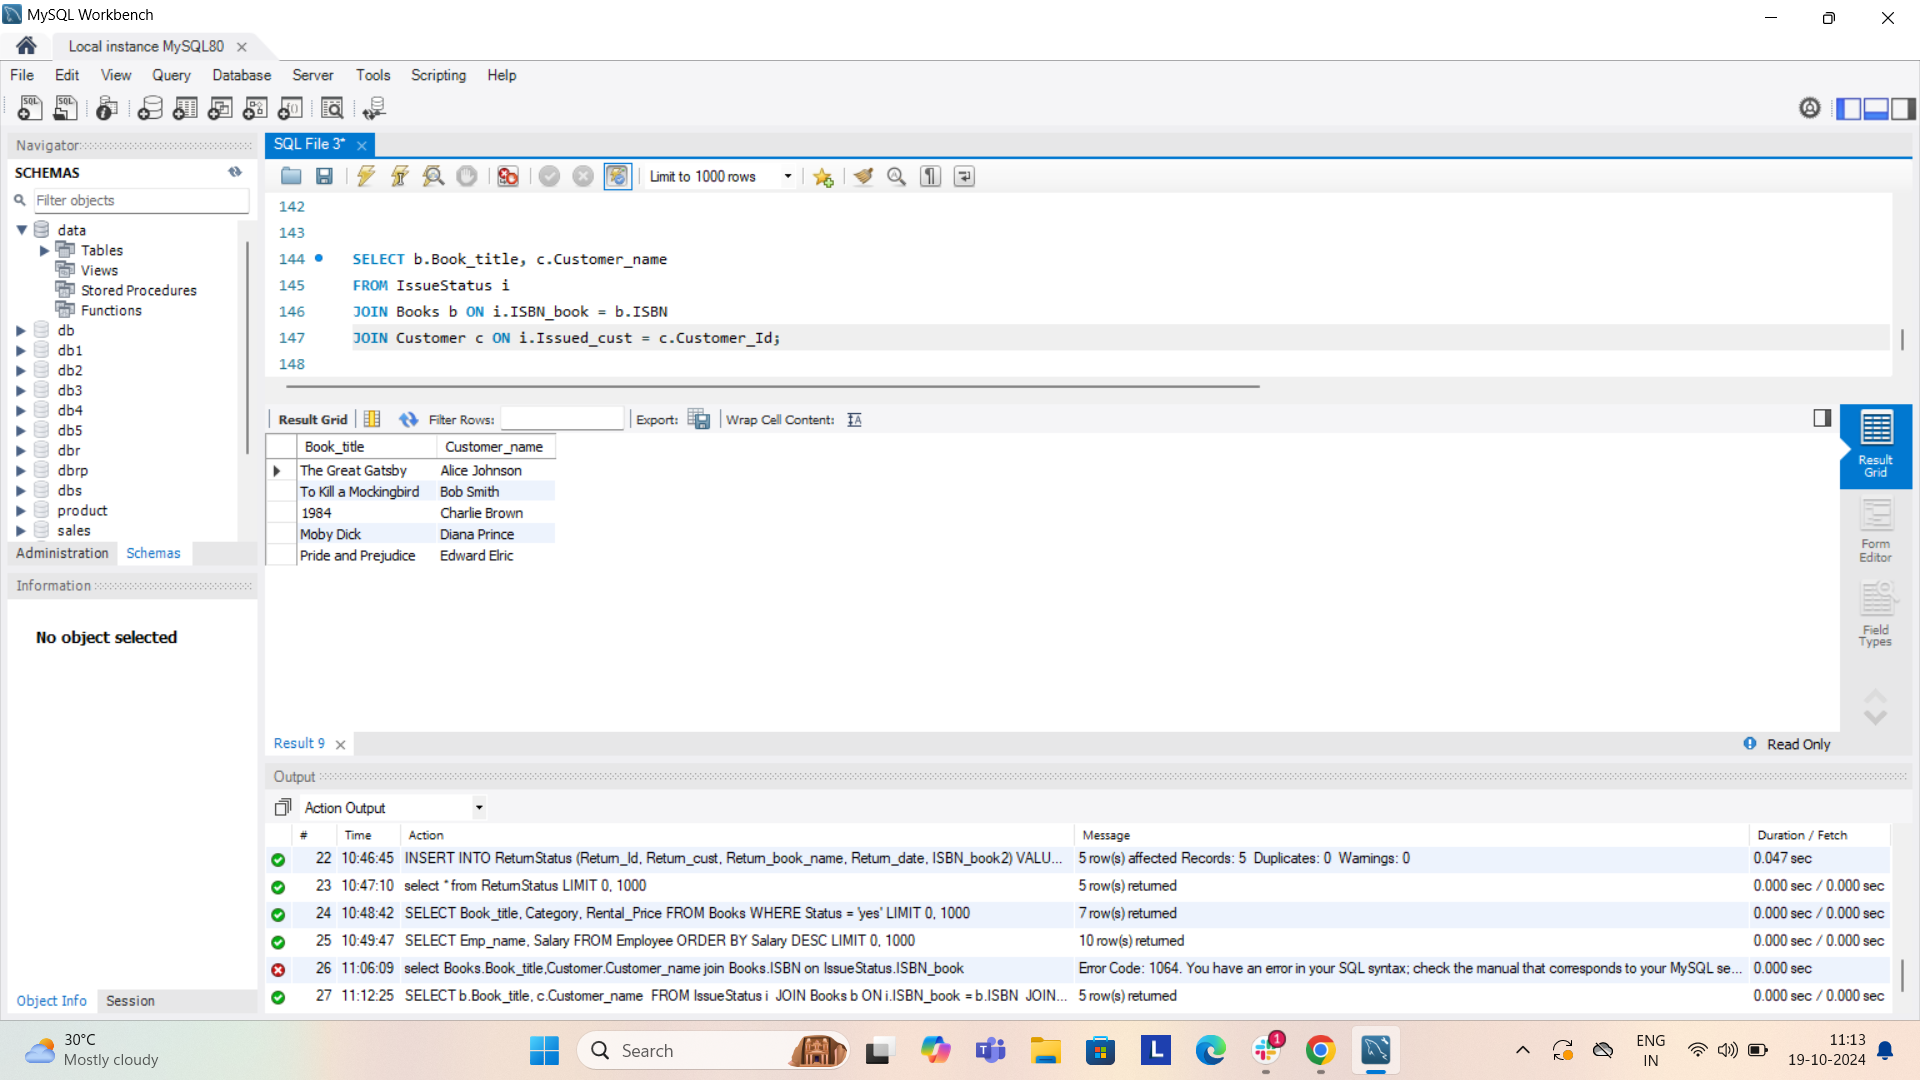 MySQL Workbench
Local instance MySQL80
File Edit View Query Database Server Tools Scripting Help
Navigator
SCHEMAS
Filter objects
data
Tables
Views
Stored Procedures
Functions
db
db1
db2
db3
db4
db5
dbr
dbrp
dbs
product
sales
Administration Schemas
Information
No object selected
Object Info Session
SQL File 3*
Limit to 1000 rows
142
143
144 SELECT b.Book_title, c.Customer_name
145 FROM IssueStatus i
146 JOIN Books b ON i.ISBN_book = b.ISBN
147 JOIN Customer c ON i.Issued_cust = c.Customer_Id;
148
Result Grid Filter Rows: Export: Wrap Cell Content:
Book_title Customer_name
The Great Gatsby Alice Johnson
To Kill a Mockingbird Bob Smith
1984 Charlie Brown
Moby Dick Diana Prince
Pride and Prejudice Edward Elric
Result
Grid
Form
Editor
Field
Types
Result 9 Read Only
Output
Action Output
# Time Action Message Duration / Fetch
22 10:46:45 INSERT INTO ReturnStatus (Return_Id, Return_cust, Return_book_name, Return_date, ISBN_book2) VALU... 5 row(s) affected Records: 5 Duplicates: 0 Warnings: 0 0.047 sec
23 10:47:10 select * from ReturnStatus LIMIT 0, 1000 5 row(s) returned 0.000 sec / 0.000 sec
24 10:48:42 SELECT Book_title, Category, Rental_Price FROM Books WHERE Status = 'yes' LIMIT 0, 1000 7 row(s) returned 0.000 sec / 0.000 sec
25 10:49:47 SELECT Emp_name, Salary FROM Employee ORDER BY Salary DESC LIMIT 0, 1000 10 row(s) returned 0.000 sec / 0.000 sec
26 11:06:09 select Books.Book_title,Customer.Customer_name join Books.ISBN on IssueStatus.ISBN_book Error Code: 1064. You have an error in your SQL syntax; check the manual that corresponds to your MySQL se... 0.000 sec
27 11:12:25 SELECT b.Book_title, c.Customer_name FROM IssueStatus i JOIN Books b ON i.ISBN_book = b.ISBN JOIN... 5 row(s) returned 0.000 sec / 0.000 sec
30°C
Mostly cloudy
Search
1
ENG
IN
11:13
19-10-2024